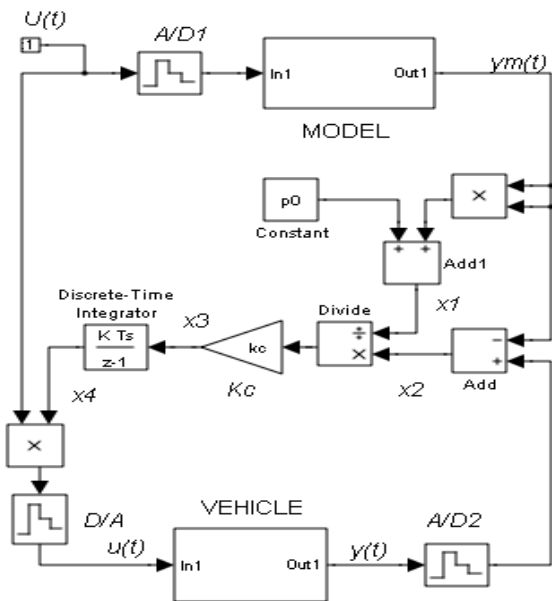 U(t)
1
A/D1
In1
Out1
ym(t)
MODEL
p0
Constant
X
+ +
Add1
x1
Discrete-Time
Integrator
K Ts
z-1
x3
kc
Kc
Divide
÷
X
x2
−
+
Add
x4
X
D/A
u(t)
VEHICLE
In1
Out1
y(t)
A/D2